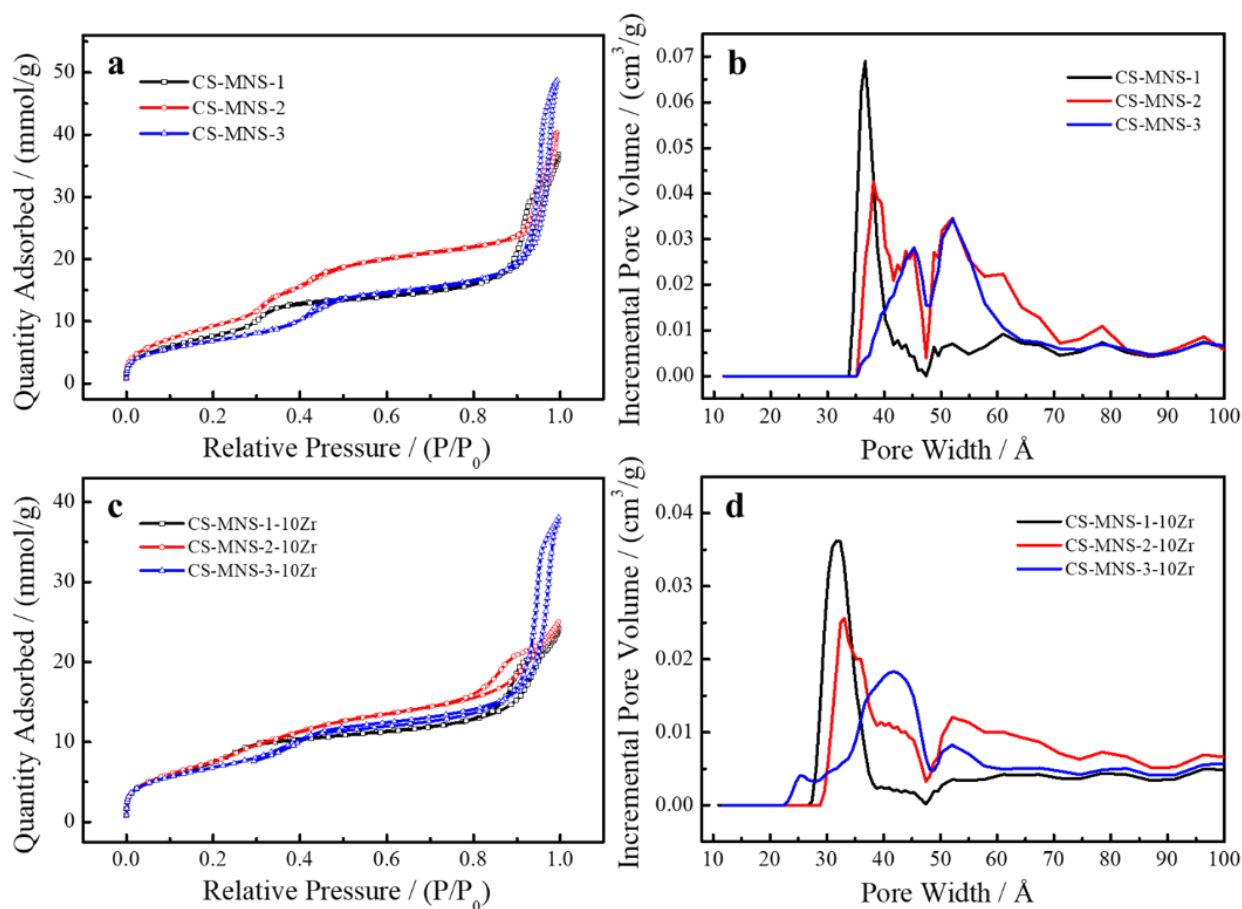 a
CS-MNS-1
CS-MNS-2
CS-MNS-3
Quantity Adsorbed / (mmol/g)
50
40
30
20
10
0
0.0 0.2 0.4 0.6 0.8 1.0
Relative Pressure / (P/P0)
b
CS-MNS-1
CS-MNS-2
CS-MNS-3
Incremental Pore Volume / (cm3/g)
0.07
0.06
0.05
0.04
0.03
0.02
0.01
0.00
10 20 30 40 50 60 70 80 90 100
Pore Width / Å
c
CS-MNS-1-10Zr
CS-MNS-2-10Zr
CS-MNS-3-10Zr
Quantity Adsorbed / (mmol/g)
40
30
20
10
0
0.0 0.2 0.4 0.6 0.8 1.0
Relative Pressure / (P/P0)
d
CS-MNS-1-10Zr
CS-MNS-2-10Zr
CS-MNS-3-10Zr
Incremental Pore Volume / (cm3/g)
0.04
0.03
0.02
0.01
0.00
10 20 30 40 50 60 70 80 90 100
Pore Width / Å